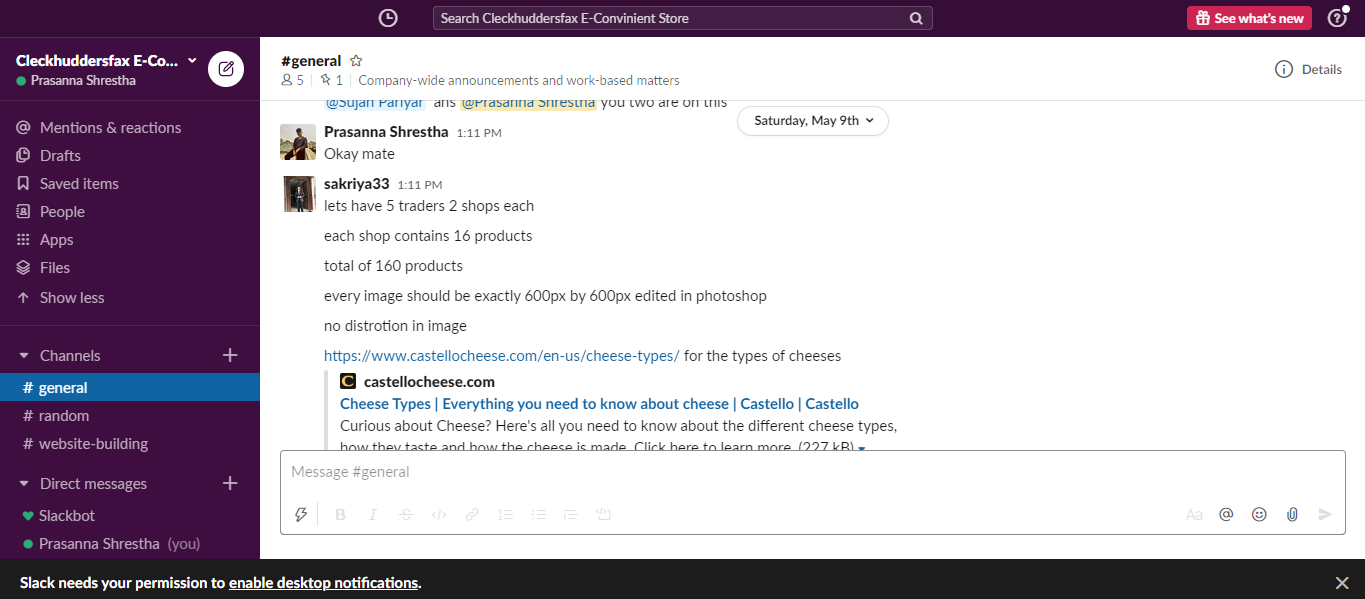 Search Cleckhuddersfax E-Convinient Store
See what's new
Cleckhuddersfax E-Co...
Prasanna Shrestha
Mentions & reactions
Drafts
Saved items
People
Apps
Files
Show less
Channels
# general
# random
# website-building
Direct messages
Slackbot
Prasanna Shrestha (you)
#general
5 | 1 | Company-wide announcements and work-based matters
Details
@Sujan Pariyar ans @Prasanna Shrestha you two are on this
Saturday, May 9th
Prasanna Shrestha 1:11 PM
Okay mate
sakriya33 1:11 PM
lets have 5 traders 2 shops each
each shop contains 16 products
total of 160 products
every image should be exactly 600px by 600px edited in photoshop
no distrotion in image
https://www.castellocheese.com/en-us/cheese-types/ for the types of cheeses
C castellocheese.com
Cheese Types | Everything you need to know about cheese | Castello | Castello
Curious about Cheese? Here's all you need to know about the different cheese types,
how they taste and how the cheese is made. Click here to learn more. (227 kB)
Message #general
B I S </> Aa @
Slack needs your permission to enable desktop notifications.